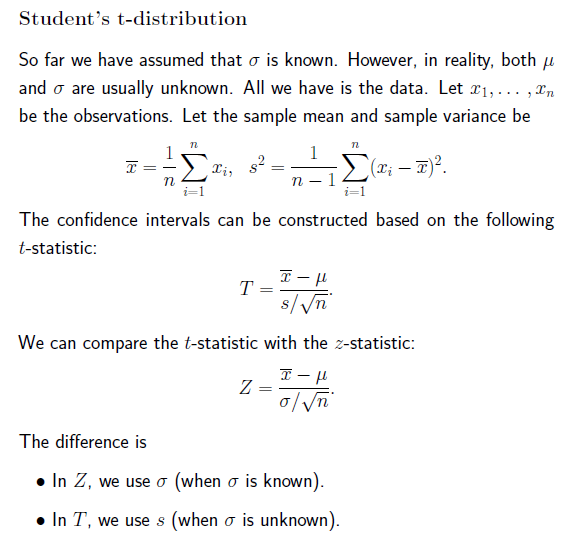 Student's t-distribution
So far we have assumed that σ is known. However, in reality, both μ
and σ are usually unknown. All we have is the data. Let x₁, . . . , xₙ
be the observations. Let the sample mean and sample variance be
x̅ = 1/n ∑ᵢ₌₁ⁿ xᵢ, s² = 1/(n − 1) ∑ᵢ₌₁ⁿ (xᵢ − x̅)².
The confidence intervals can be constructed based on the following
t-statistic:
T = (x̅ − μ)/(s/√n).
We can compare the t-statistic with the z-statistic:
Z = (x̅ − μ)/(σ/√n).
The difference is
• In Z, we use σ (when σ is known).
• In T, we use s (when σ is unknown).